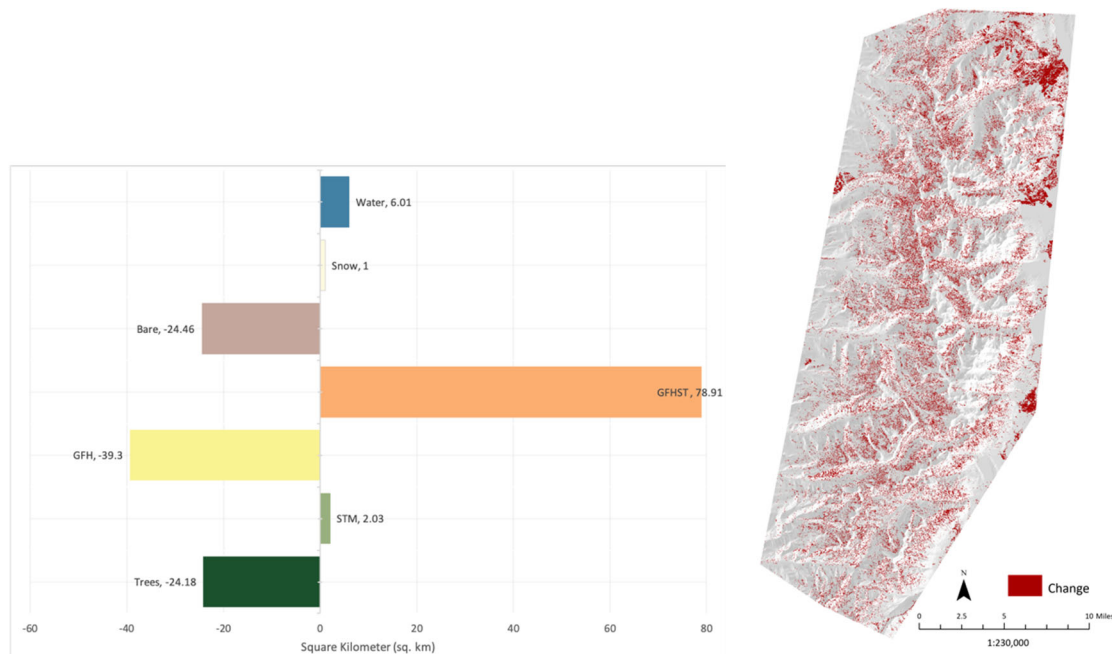 Water, 6.01
Snow, 1
Bare, -24.46
GFHST , 78.91
GFH, -39.3
STM, 2.03
Trees, -24.18
-60 -40 -20 0 20 40 60 80
Square Kilometer (sq. km)
N
Change
0 2.5 5 10 Miles
1:230,000